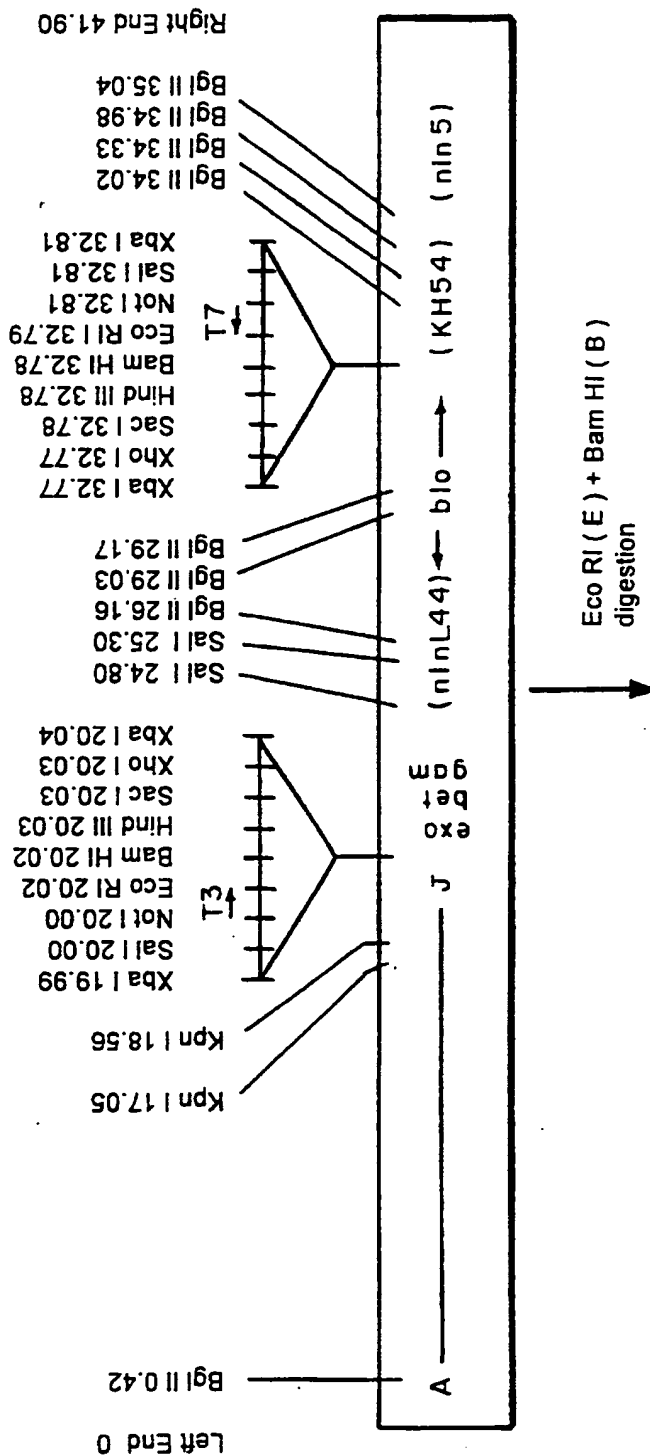 Left End 0
Bgl II 0.42
Kpn I 17.05
Kpn I 18.56
Xba I 19.99
Sal I 20.00
Not I 20.00
Eco RI 20.02
Bam HI 20.02
Hind III 20.03
Sac I 20.03
Xho I 20.03
Xba I 20.04
T3
Sal I 24.80
Sal I 25.30
Bgl II 26.16
Bgl II 29.03
Bgl II 29.17
Xba I 32.77
Xho I 32.77
Sac I 32.78
Hind III 32.78
Bam HI 32.78
Eco RI 32.79
Not I 32.81
Sal I 32.81
Xba I 32.81
T7
Bgl II 34.02
Bgl II 34.33
Bgl II 34.98
Bgl II 35.04
Right End 41.90
A
J
exo
bet
gam
(ninL44)
bio
(KH54)
(nin5)
Eco RI (E) + Bam HI (B)
digestion